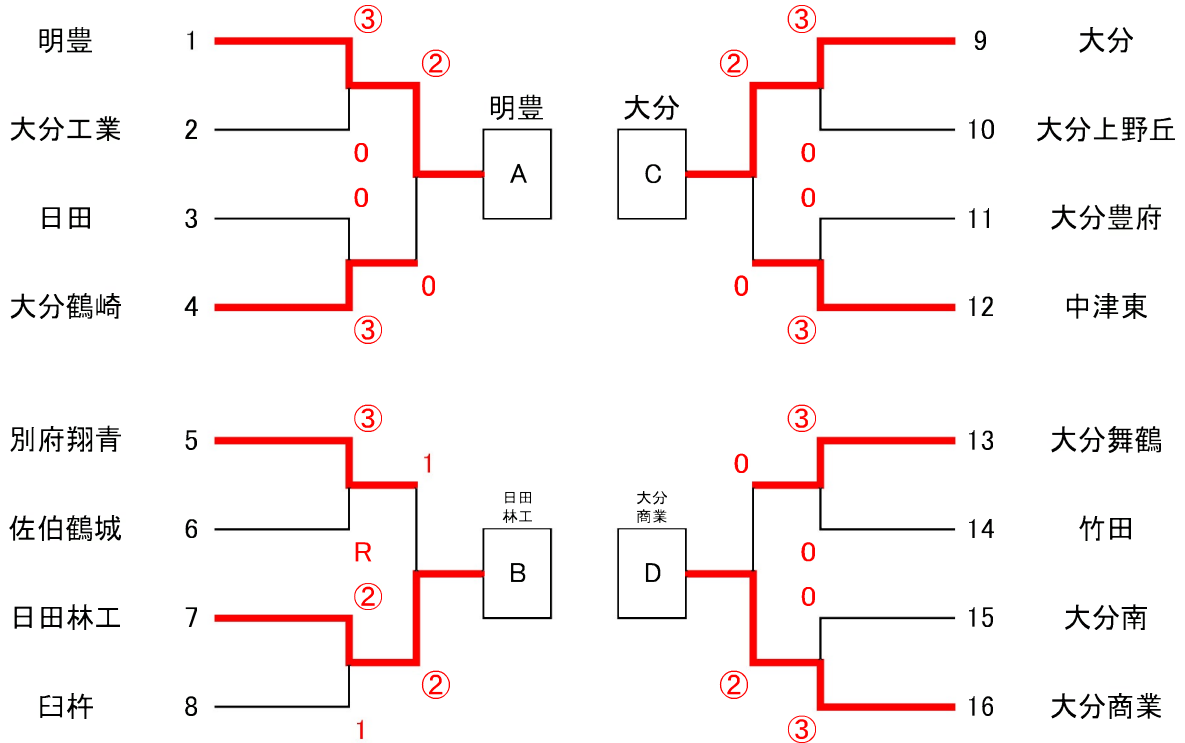 明豊 1 ③ ③ 9 大分
② ②
明豊 大分
大分工業 2 10 大分上野丘
0 0
A C
0 0
日田 3 11 大分豊府
0 0
大分鶴崎 4 12 中津東
③ ③
③ ③
別府翔青 5 13 大分舞鶴
1 0
日田 大分
林工 商業
佐伯鶴城 6 14 竹田
R 0
B D
② 0
日田林工 7 15 大分南
② ②
臼杵 8 16 大分商業
1 ③